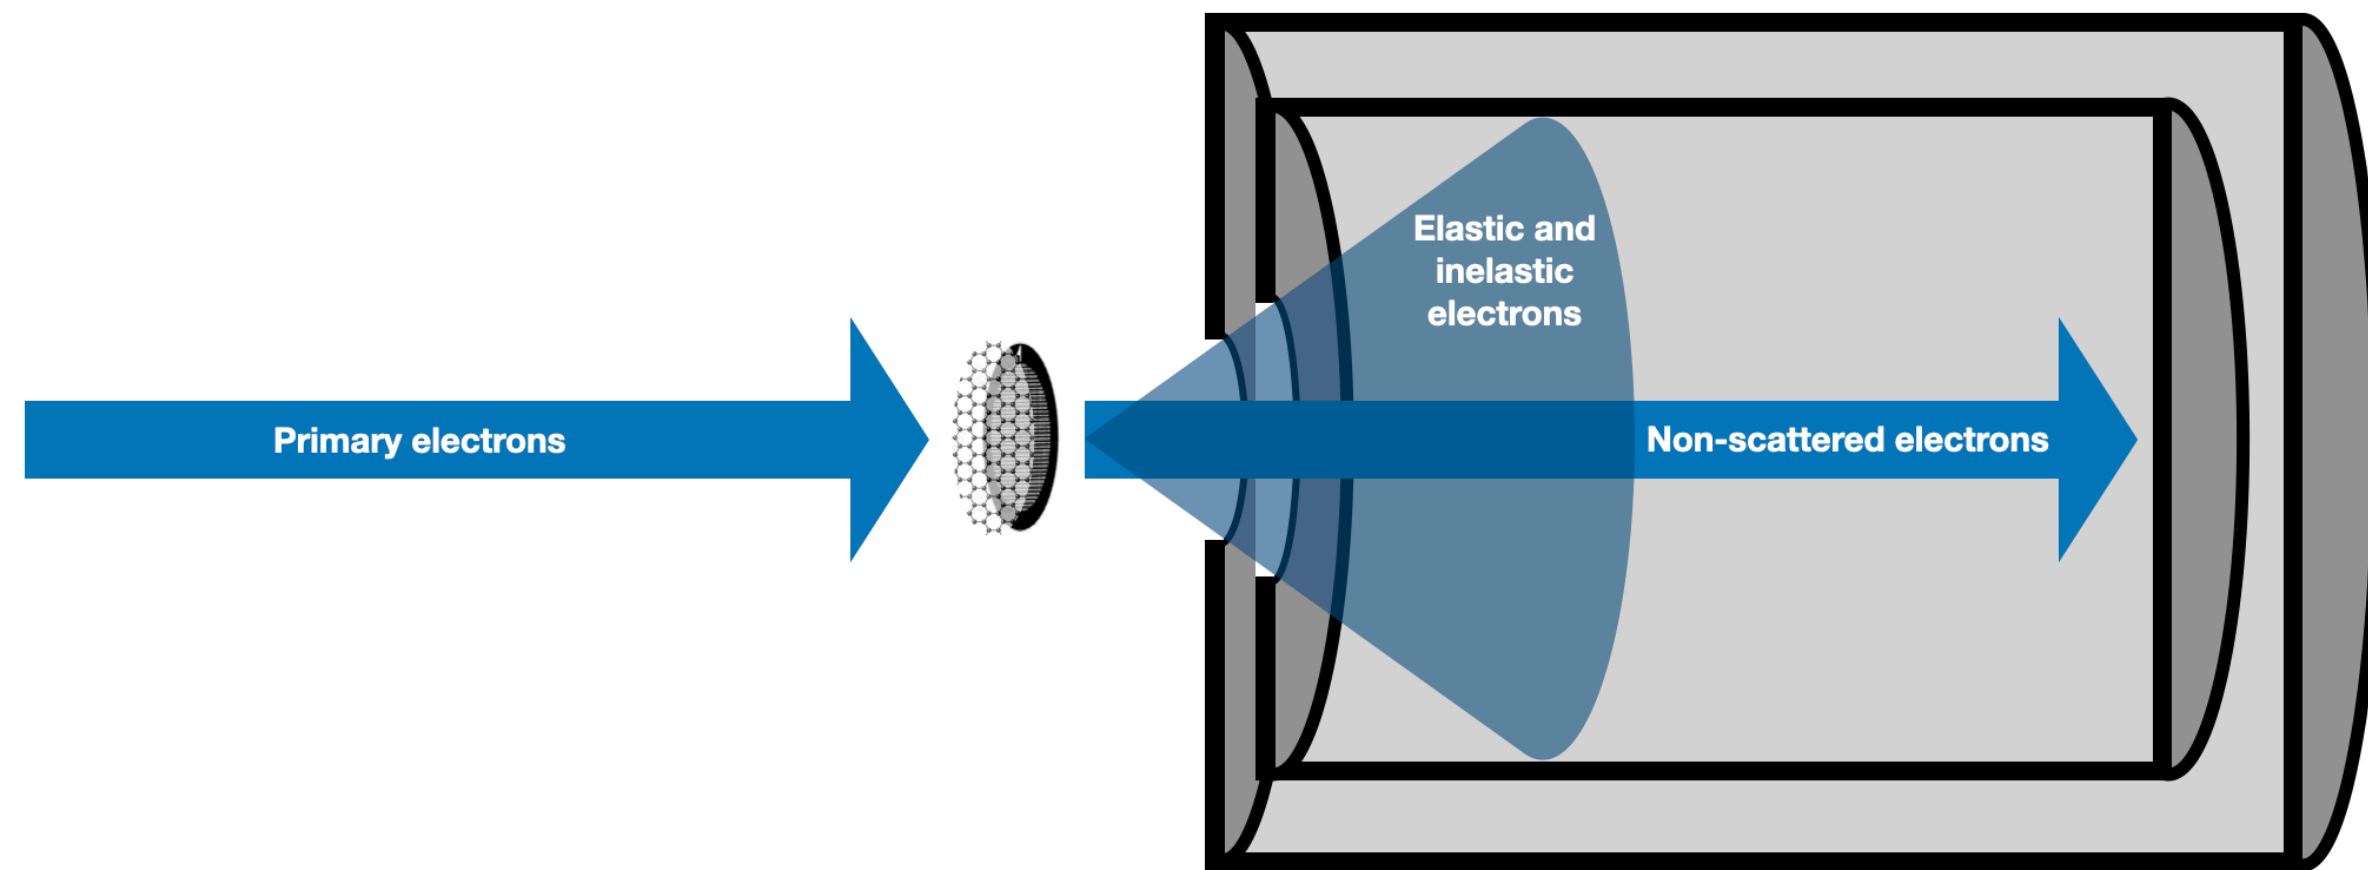 Primary electrons
Elastic and
inelastic
electrons
Non-scattered electrons